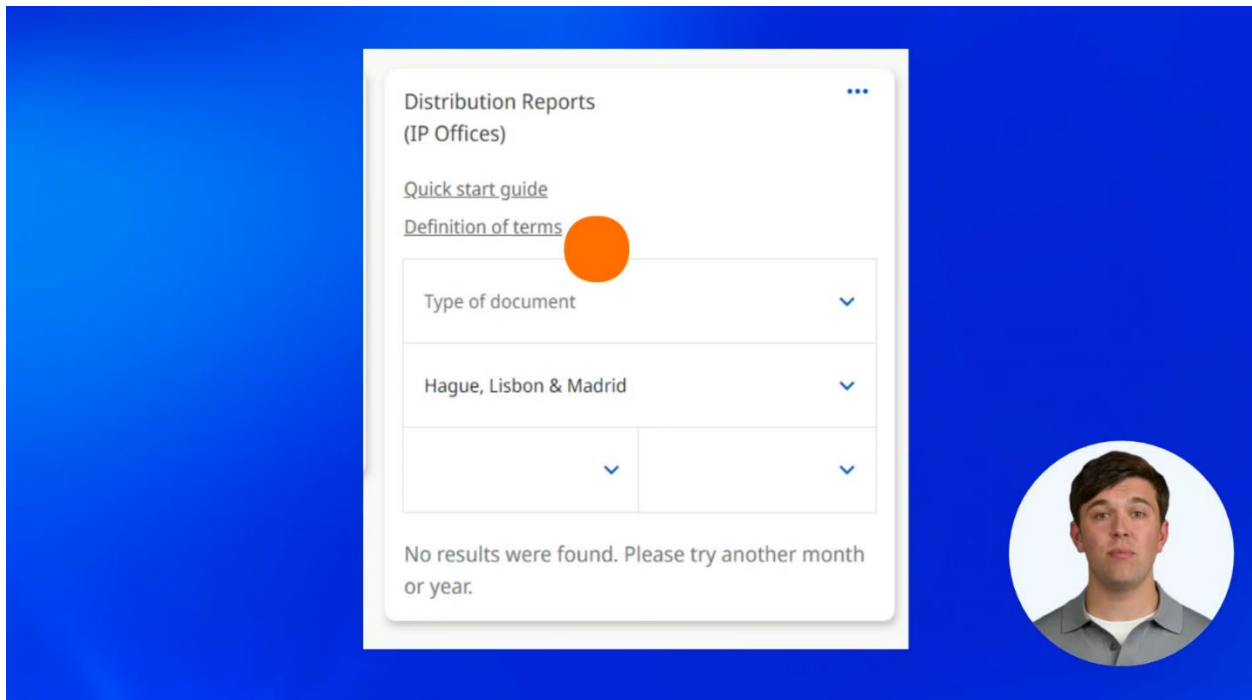 Distribution Reports
(IP Offices)
Quick start guide
Definition of terms
Type of document
Hague, Lisbon & Madrid
No results were found. Please try another month
or year.